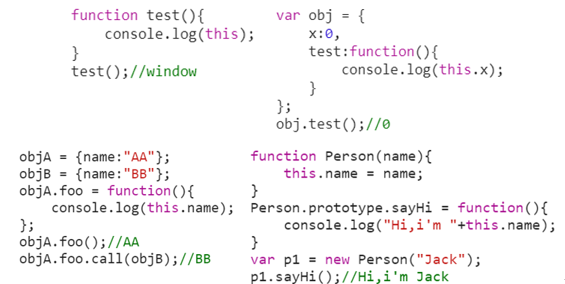 function test(){
    console.log(this);
}
test();//window
var obj = {
    x:0,
    test:function(){
        console.log(this.x);
    }
};
obj.test();//0
objA = {name:"AA"};
objB = {name:"BB"};
objA.foo = function(){
    console.log(this.name);
};
objA.foo();//AA
objA.foo.call(objB);//BB
function Person(name){
    this.name = name;
}
Person.prototype.sayHi = function(){
    console.log("Hi,i'm "+this.name);
}
var p1 = new Person("Jack");
p1.sayHi();//Hi,i'm Jack